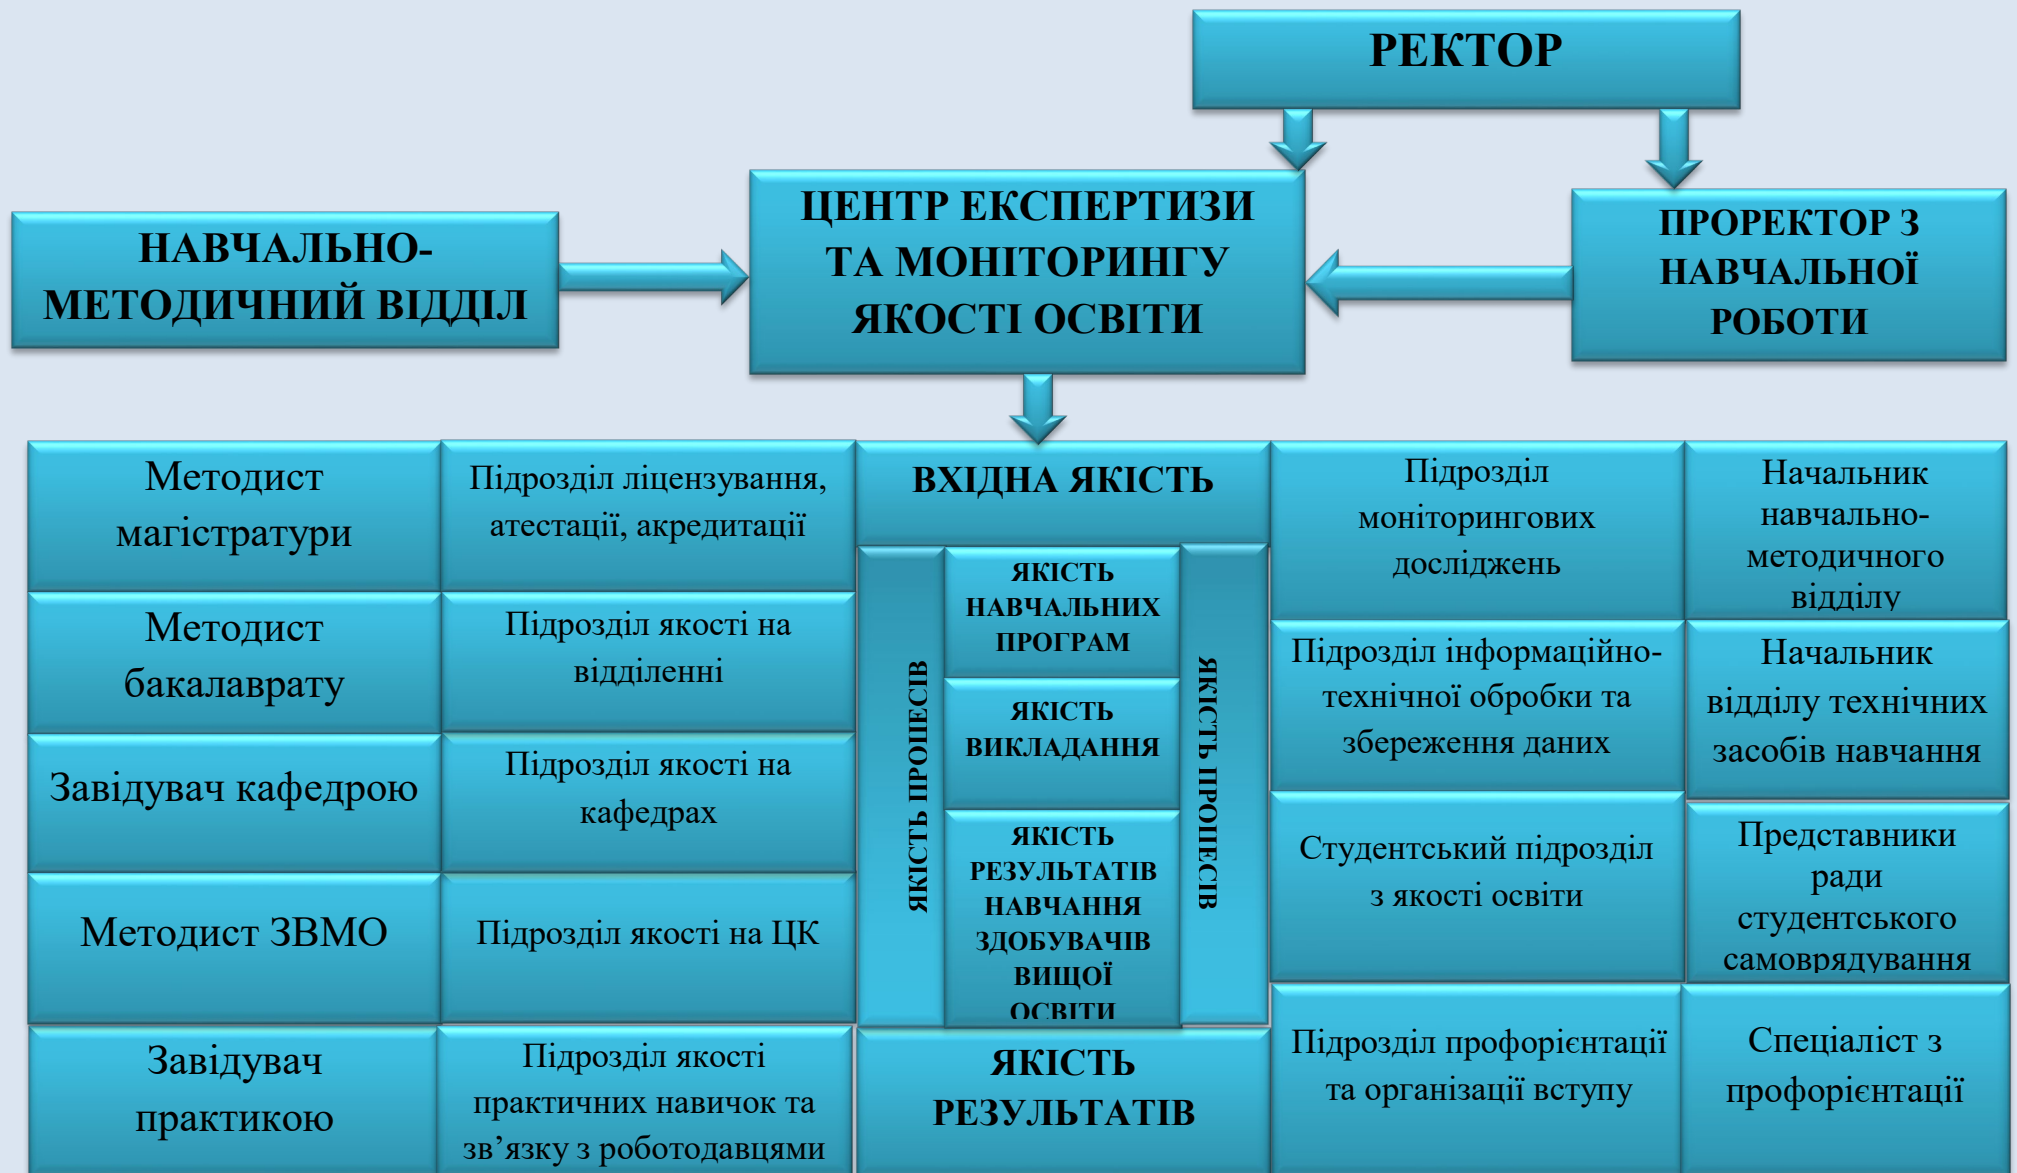 РЕКТОР
НАВЧАЛЬНО-
МЕТОДИЧНИЙ ВІДДІЛ
ЦЕНТР ЕКСПЕРТИЗИ
ТА МОНІТОРИНГУ
ЯКОСТІ ОСВІТИ
ПРОРЕКТОР З
НАВЧАЛЬНОЇ
РОБОТИ
Методист
магістратури
Підрозділ ліцензування,
атестації, акредитації
ВХІДНА ЯКІСТЬ
Підрозділ
моніторингових
досліджень
Начальник
навчально-
методичного
відділу
Методист
бакалаврату
Підрозділ якості на
відділенні
ЯКІСТЬ ПРОЦЕСІВ
ЯКІСТЬ
НАВЧАЛЬНИХ
ПРОГРАМ
ЯКІСТЬ
ВИКЛАДАННЯ
ЯКІСТЬ
РЕЗУЛЬТАТІВ
НАВЧАННЯ
ЗДОБУВАЧІВ
ВИЩОЇ
ОСВІТИ
ЯКІСТЬ ПРОЦЕСІВ
Підрозділ інформаційно-
технічної обробки та
збереження даних
Начальник
відділу технічних
засобів навчання
Завідувач кафедрою
Підрозділ якості на
кафедрах
Студентський підрозділ
з якості освіти
Представники
ради
студентського
самоврядування
Методист ЗВМО
Підрозділ якості на ЦК
Завідувач
практикою
Підрозділ якості
практичних навичок та
зв’язку з роботодавцями
ЯКІСТЬ
РЕЗУЛЬТАТІВ
Підрозділ профорієнтації
та організації вступу
Спеціаліст з
профорієнтації